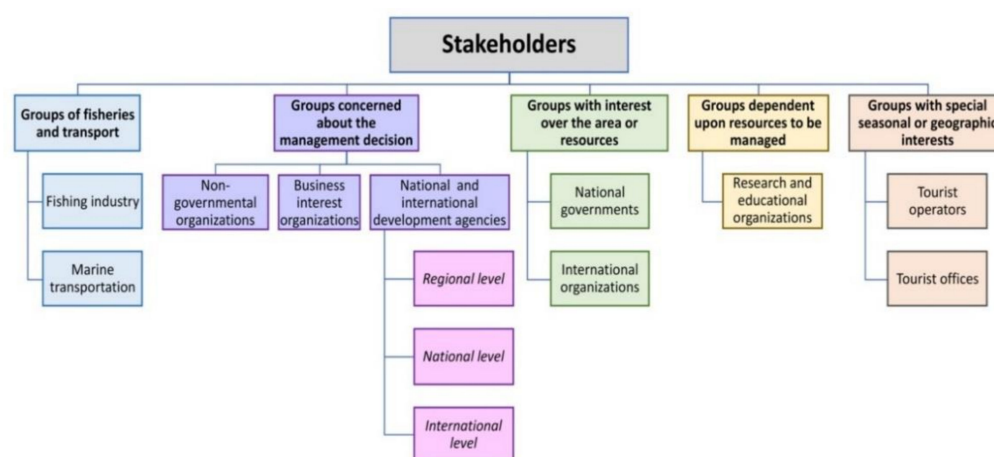 Stakeholders
Groups of fisheries
and transport
Fishing industry
Marine
transportation
Groups concerned
about the
management decision
Non-
governmental
organizations
Business
interest
organizations
National and
international
development agencies
Regional level
National level
International
level
Groups with interest
over the area or
resources
National
governments
International
organizations
Groups dependent
upon resources to be
managed
Research and
educational
organizations
Groups with special
seasonal or geographic
interests
Tourist
operators
Tourist offices